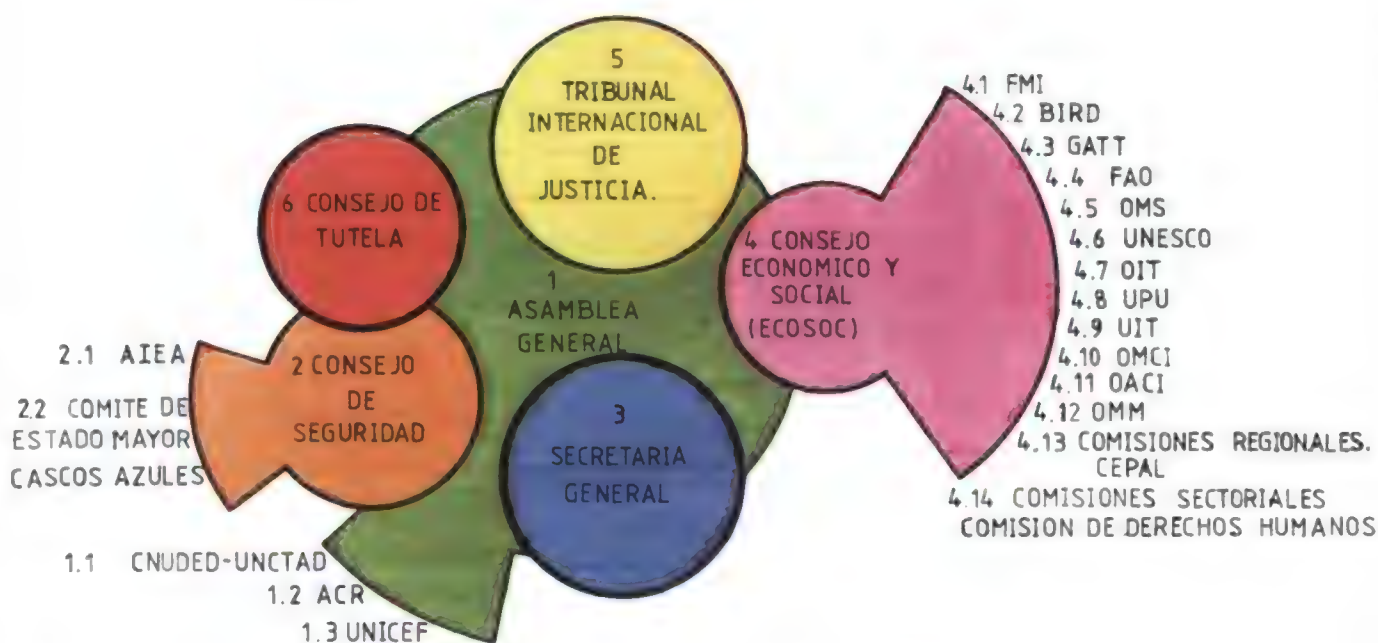 5
TRIBUNAL
INTERNACIONAL
DE
JUSTICIA.
6 CONSEJO DE
TUTELA
4 CONSEJO
ECONOMICO Y
SOCIAL
(ECOSOC)
1
ASAMBLEA
GENERAL
2 CONSEJO
DE
SEGURIDAD
3
SECRETARIA
GENERAL
4.1 FMI
4.2 BIRD
4.3 GATT
4.4 FAO
4.5 OMS
4.6 UNESCO
4.7 OIT
4.8 UPU
4.9 UIT
4.10 OMCI
4.11 OACI
4.12 OMM
4.13 COMISIONES REGIONALES.
CEPAL
4.14 COMISIONES SECTORIALES
COMISION DE DERECHOS HUMANOS
2.1 AIEA
2.2 COMITE DE
ESTADO MAYOR
CASCOS AZULES
1.1 CNUDED-UNCTAD
1.2 ACR
1.3 UNICEF